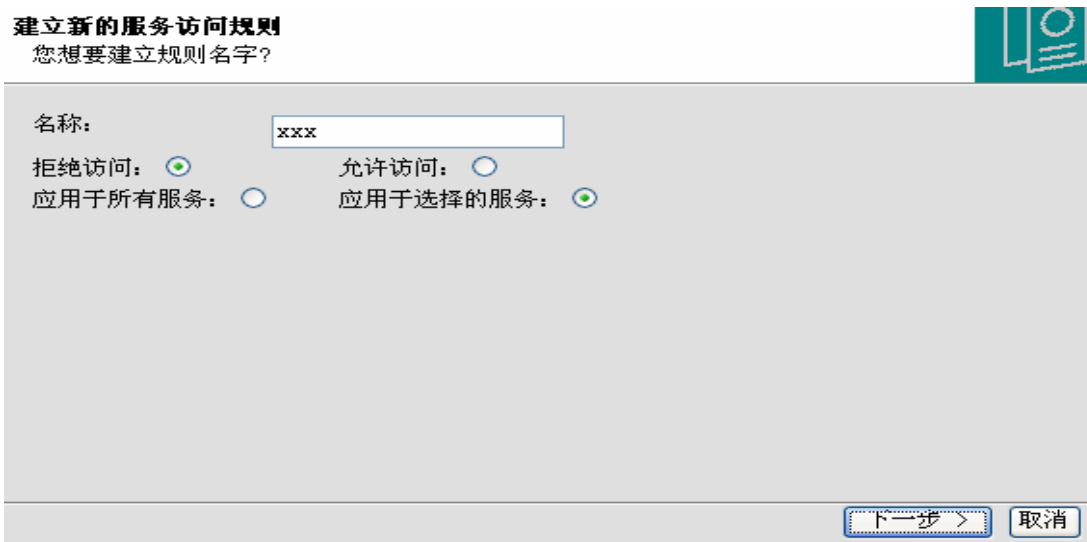 建立新的服务访问规则
您想要建立规则名字?
名称: xxx
拒绝访问: 允许访问:
应用于所有服务: 应用于选择的服务:
下一步 > 取消